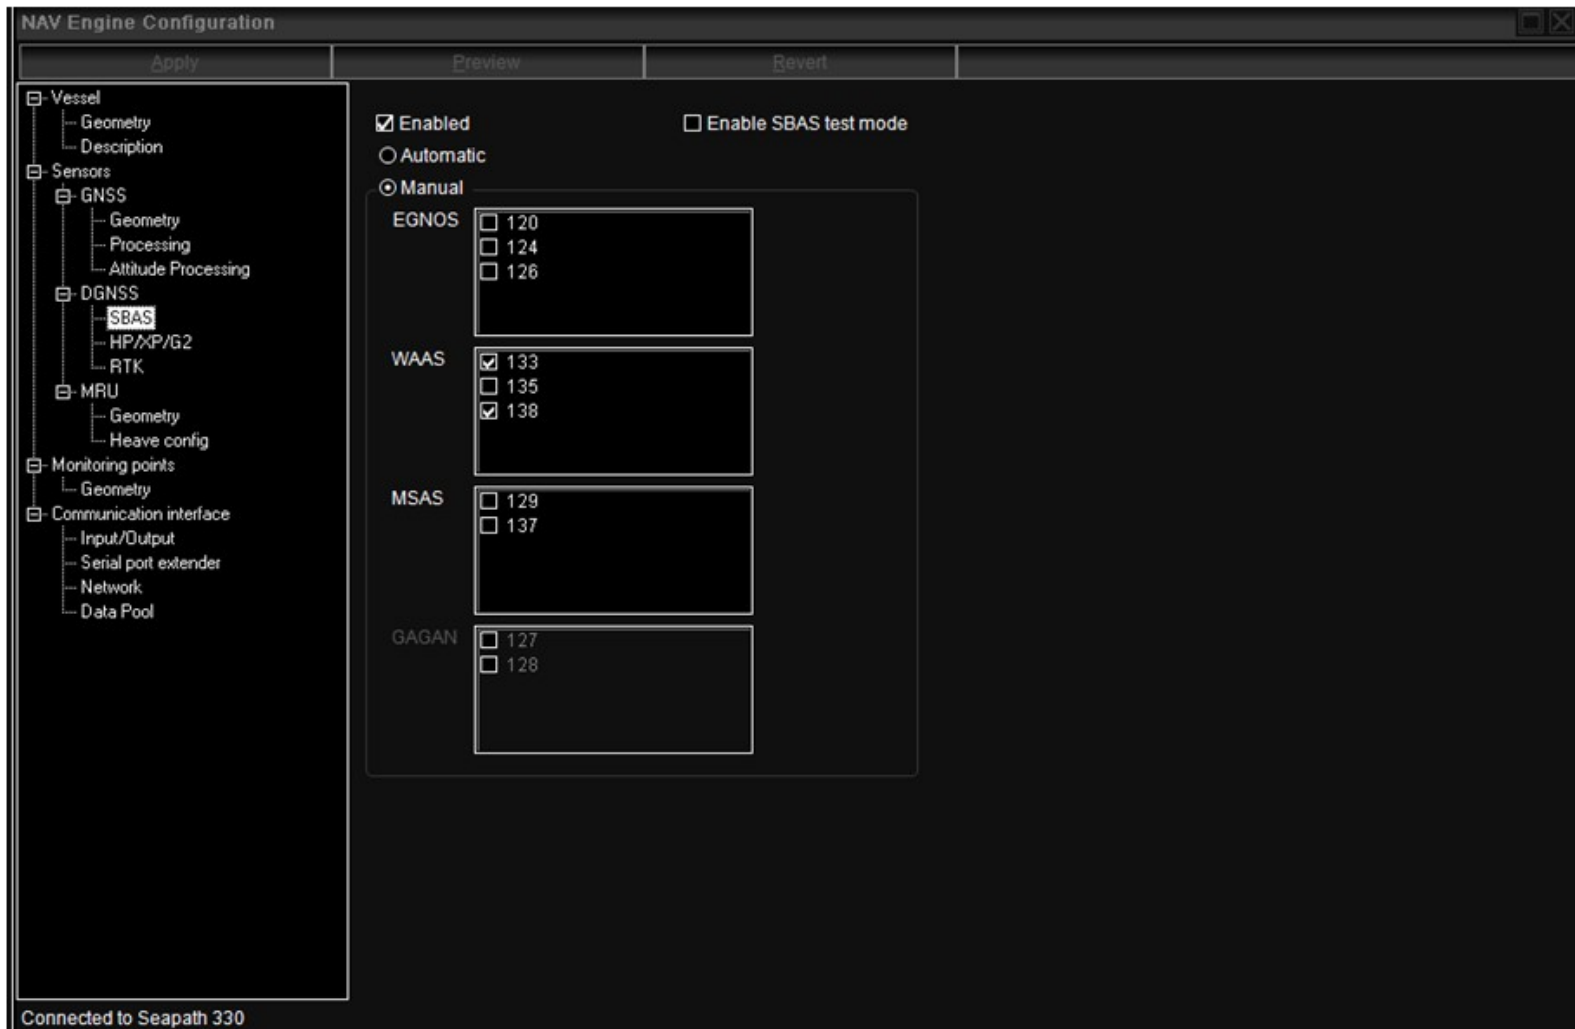 NAV Engine Configuration
Apply Preview Revert
Vessel
Geometry
Description
Sensors
GNSS
Geometry
Processing
Attitude Processing
DGNSS
SBAS
HP/XP/G2
RTK
MRU
Geometry
Heave config
Monitoring points
Geometry
Communication interface
Input/Output
Serial port extender
Network
Data Pool
Enabled Enable SBAS test mode
Automatic
Manual
EGNOS 120
124
126
WAAS 133
135
138
MSAS 129
137
GAGAN 127
128
Connected to Seapath 330